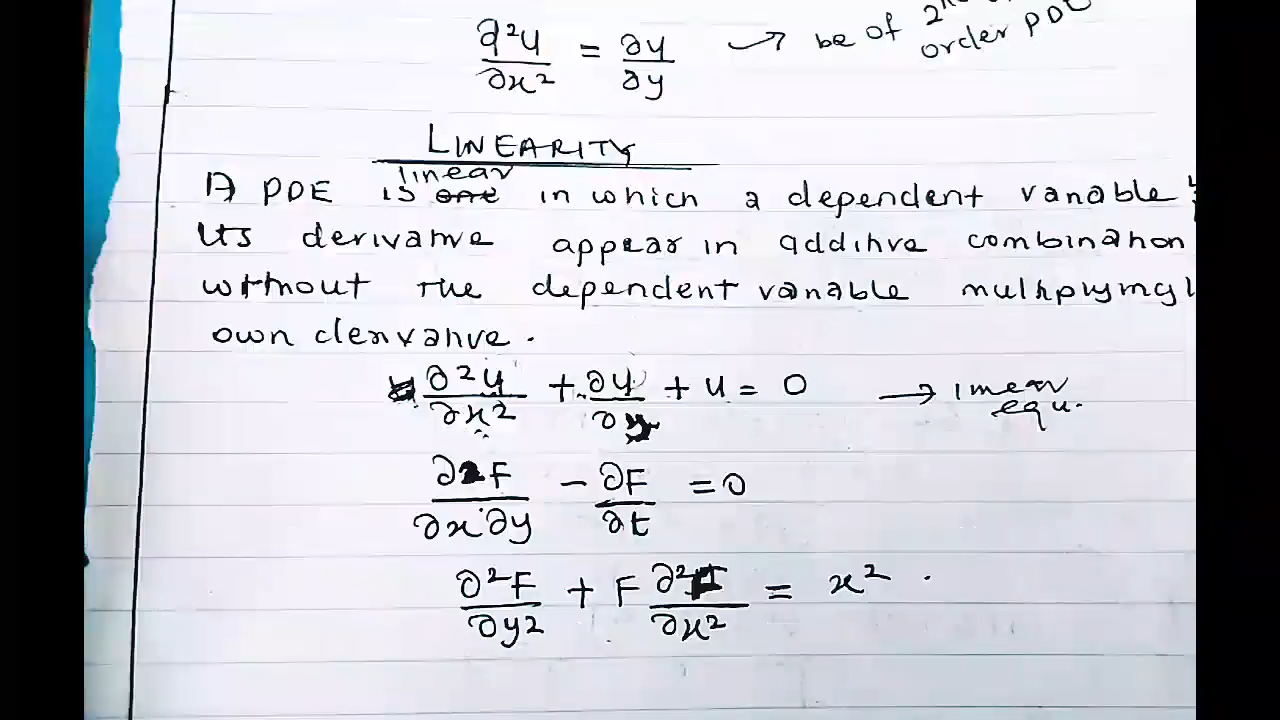 ∂²u/∂x² = ∂y/∂y → be of 2nd order PDE
LINEARITY
linear
A PDE is one in which a dependent variable &
its derivative appear in additive combination
without the dependent variable multiplying
own derivative.
∂²u/∂x² + ∂u/∂y + u = 0 → linear equ.
∂²F/∂x∂y - ∂F/∂t = 0
∂²F/∂y² + F ∂²F/∂x² = x² .